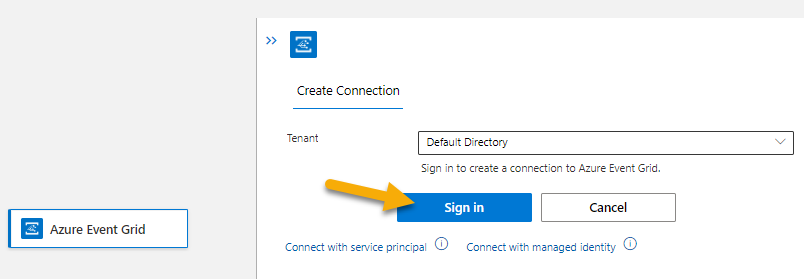 Create Connection
Tenant
Default Directory
Sign in to create a connection to Azure Event Grid.
Sign in
Cancel
Azure Event Grid
Connect with service principal
Connect with managed identity